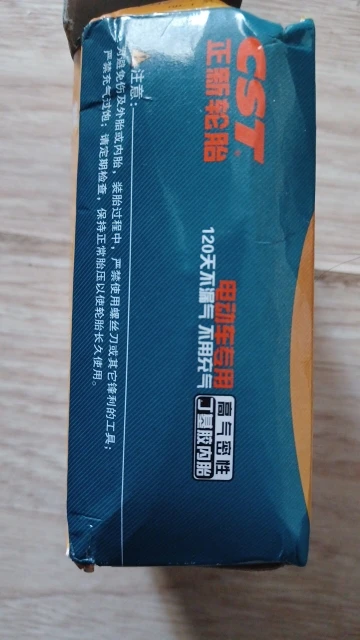 CST
正新轮胎
电动车专用
120天不漏气 不用充气
高气密性
丁基胶内胎
注意:
为避免伤及外胎或内胎，装胎过程中，严禁使用螺丝刀或其它锋利的工具；
严禁充气过饱；请定期检查，保持正常胎压以使轮胎长久使用。